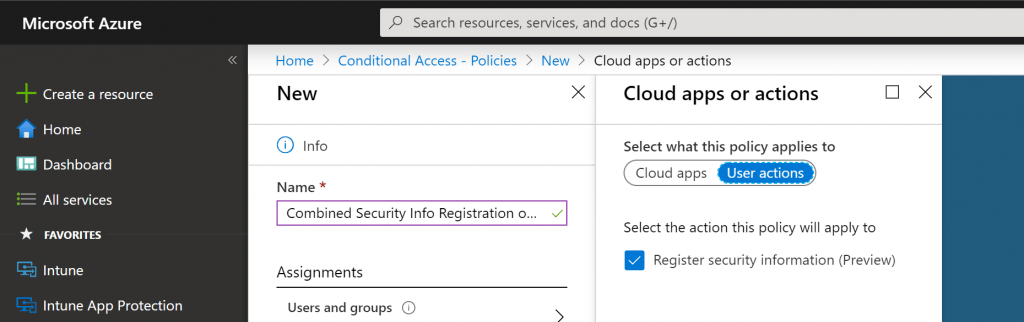 Microsoft Azure
Search resources, services, and docs (G+/)
«
Create a resource
Home
Dashboard
All services
FAVORITES
Intune
Intune App Protection
Home > Conditional Access - Policies > New > Cloud apps or actions
New
Info
Name *
Combined Security Info Registration o...
Assignments
Users and groups
Cloud apps or actions
Select what this policy applies to
Cloud apps User actions
Select the action this policy will apply to
Register security information (Preview)